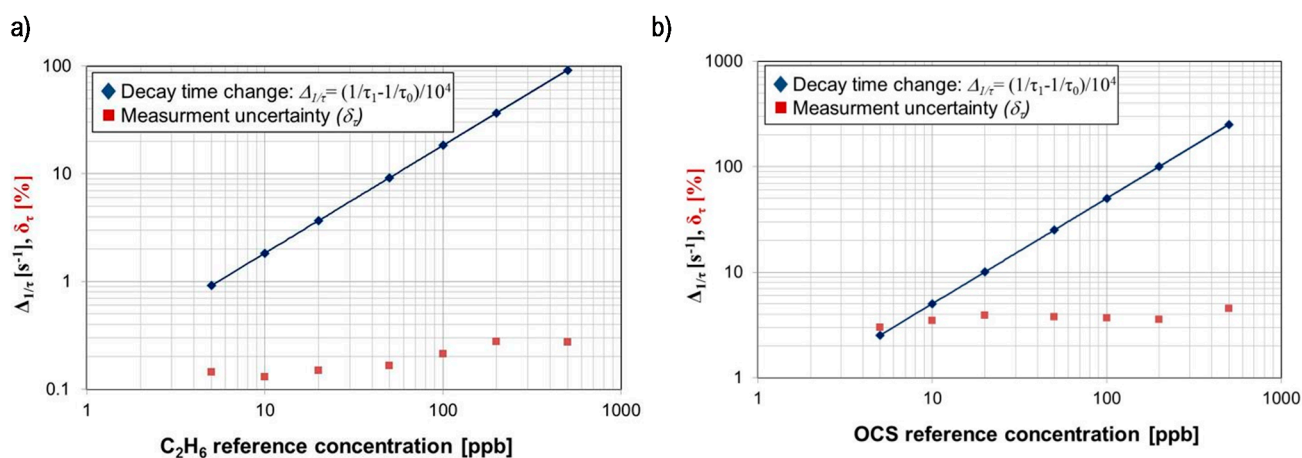 a)
100
10
1
0.1
Δ1/τ [s-1], δτ [%]
Decay time change: Δ1/τ= (1/τ1-1/τ0)/10⁴
Measurment uncertainty (δτ)
1 10 100 1000
C2H6 reference concentration [ppb]
b)
1000
100
10
1
Δ1/τ [s-1], δτ [%]
Decay time change: Δ1/τ= (1/τ1-1/τ0)/10⁴
Measurment uncertainty (δτ)
1 10 100 1000
OCS reference concentration [ppb]